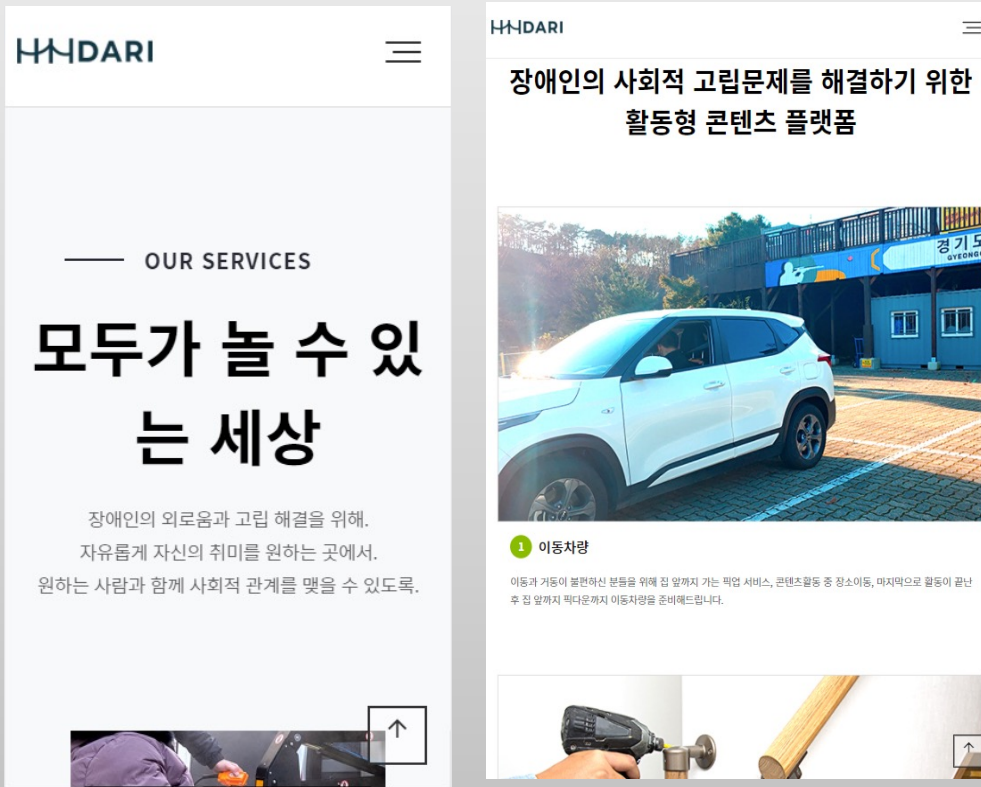 HHDARI
OUR SERVICES
모두가 놀 수 있
는 세상
장애인의 외로움과 고립 해결을 위해.
자유롭게 자신의 취미를 원하는 곳에서.
원하는 사람과 함께 사회적 관계를 맺을 수 있도록.
HHDARI
장애인의 사회적 고립문제를 해결하기 위한
활동형 콘텐츠 플랫폼
경기도
GYEONG
1 이동차량
이동과 거동이 불편하신 분들을 위해 집 앞까지 가는 픽업 서비스, 콘텐츠활동 중 장소이동, 마지막으로 활동이 끝난
후 집 앞까지 픽다운까지 이동차량을 준비해드립니다.